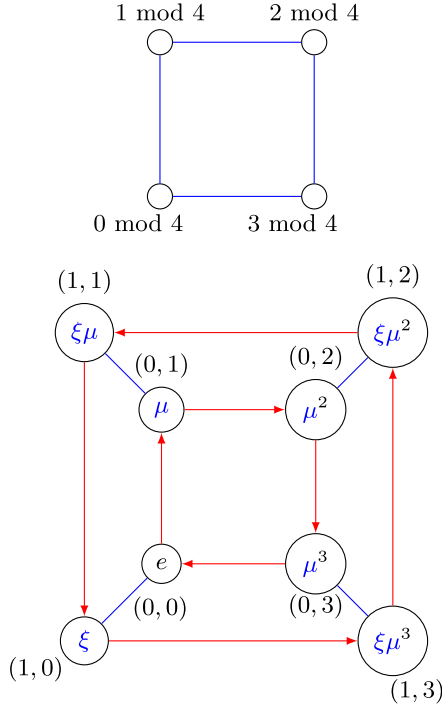 1 mod 4 2 mod 4
0 mod 4 3 mod 4
(1, 1) (1, 2)
ξμ ξμ²
(0, 1) (0, 2)
μ μ²
e μ³
(0, 0) (0, 3)
ξ ξμ³
(1, 0) (1, 3)